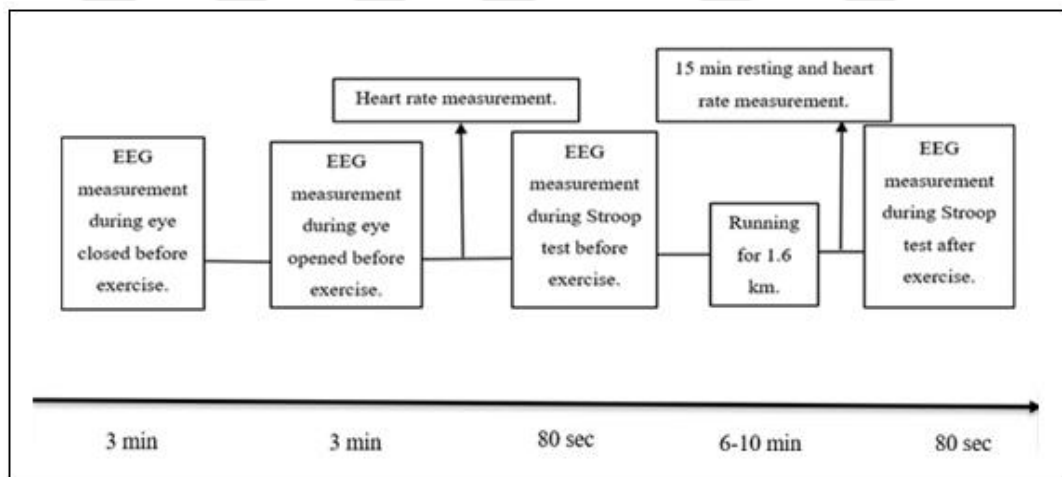 Heart rate measurement.
15 min resting and heart
rate measurement.
EEG
measurement
during eye
closed before
exercise.
EEG
measurement
during eye
opened before
exercise.
EEG
measurement
during Stroop
test before
exercise.
Running
for 1.6
km.
EEG
measurement
during Stroop
test after
exercise.
3 min
3 min
80 sec
6-10 min
80 sec